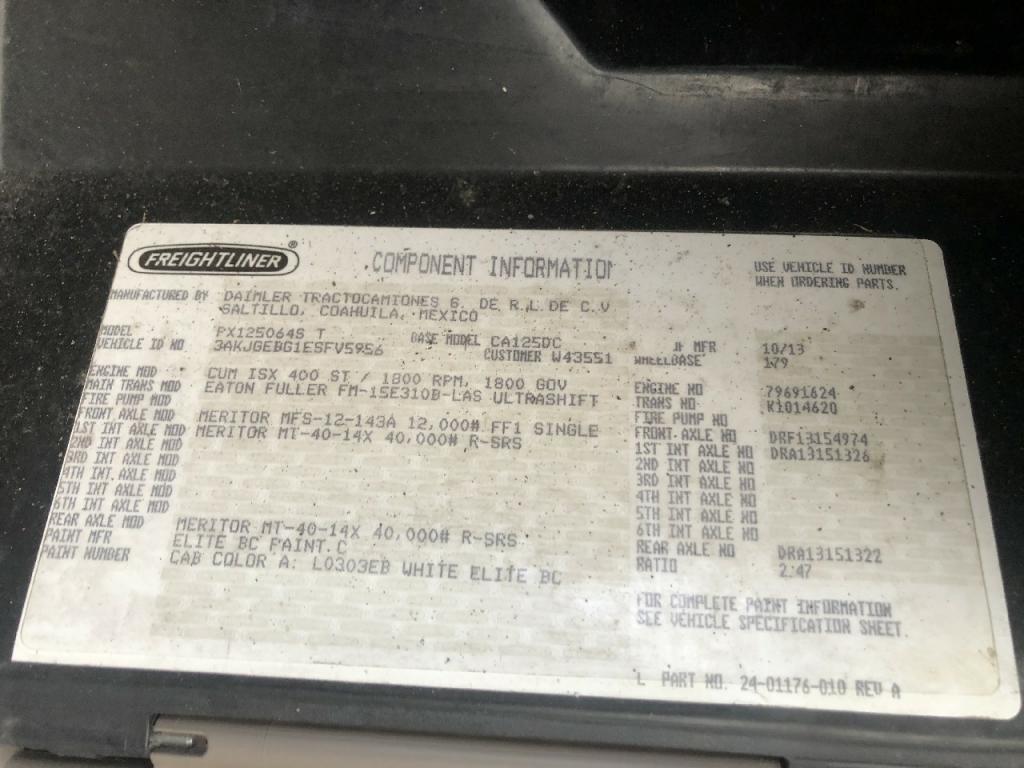 FREIGHTLINER®
COMPONENT INFORMATION
USE VEHICLE ID NUMBER
WHEN ORDERING PARTS.
MANUFACTURED BY DAIMLER TRACTOCAMIONES G. DE R.L DE C.V
SALTILLO, COAHUILA, MEXICO
MODEL PX125064S T BASE MODEL CA125DC MFR 10/13
VEHICLE ID NO 3AKJGEBG1ESFV5956 CUSTOMER W43551 WHEELBASE 179
ENGINE MOD CUM ISX 400 ST / 1800 RPM, 1800 GOV ENGINE NO 79691624
MAIN TRANS MOD EATON FULLER FM-15E310B-LAS ULTRASHIFT TRANS NO K1014620
FIRE PUMP MOD FIRE PUMP NO
FRONT AXLE MOD MERITOR MFS-12-143A 12,000# FF1 SINGLE FRONT AXLE NO DRF13154974
1ST INT AXLE MOD MERITOR MT-40-14X 40,000# R-SRS 1ST INT AXLE NO DRA13151326
2ND INT AXLE MOD 2ND INT AXLE NO
3RD INT AXLE MOD 3RD INT AXLE NO
4TH INT AXLE MOD 4TH INT AXLE NO
5TH INT AXLE MOD 5TH INT AXLE NO
6TH INT AXLE MOD 6TH INT AXLE NO
REAR AXLE MOD MERITOR MT-40-14X 40,000# R-SRS REAR AXLE NO DRA13151322
PAINT MFR ELITE BC PAINT.C RATIO 2.47
PAINT NUMBER CAB COLOR A: L0303EB WHITE ELITE BC
FOR COMPLETE PAINT INFORMATION
SEE VEHICLE SPECIFICATION SHEET.
PART NO. 24-01176-010 REV A